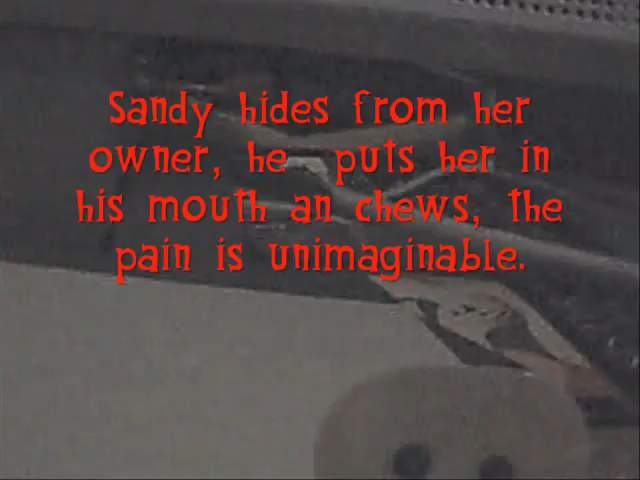 Sandy hides from her
owner, he puts her in
his mouth an chews, the
pain is unimaginable.